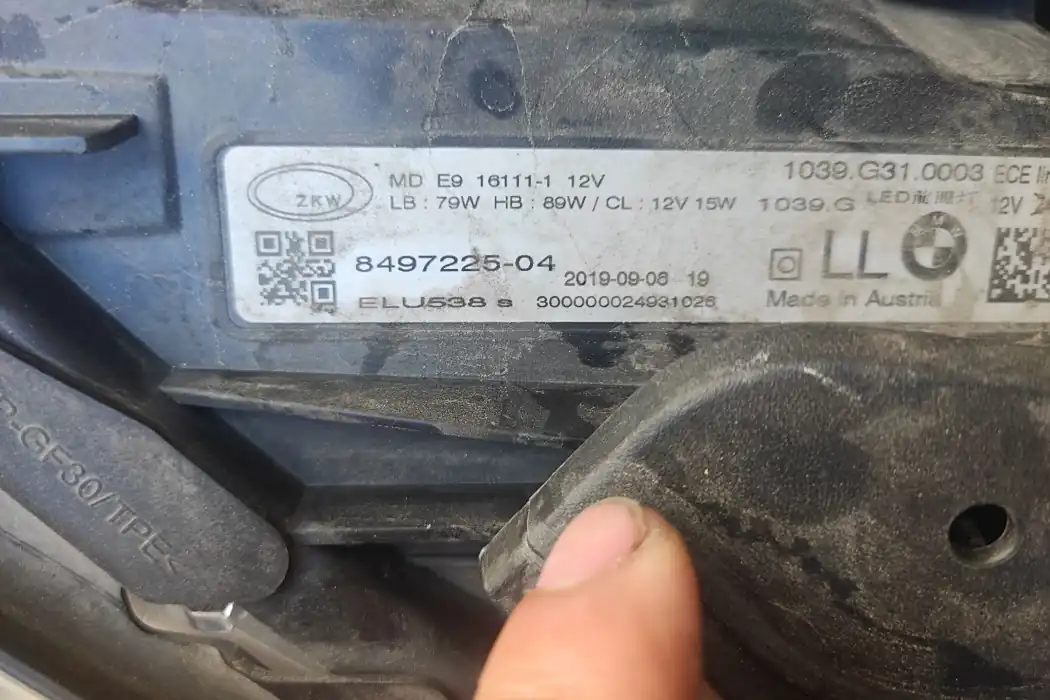 ZKW
MD E9 16111-1 12V
LB : 79W HB : 89W / CL : 12V 15W
8497225-04
2019-09-06 19
ELU538 s 300000024931026
1039.G31.0003 ECE
1039.G LED 12V
LL
Made in Austria
-GF30/TPE<